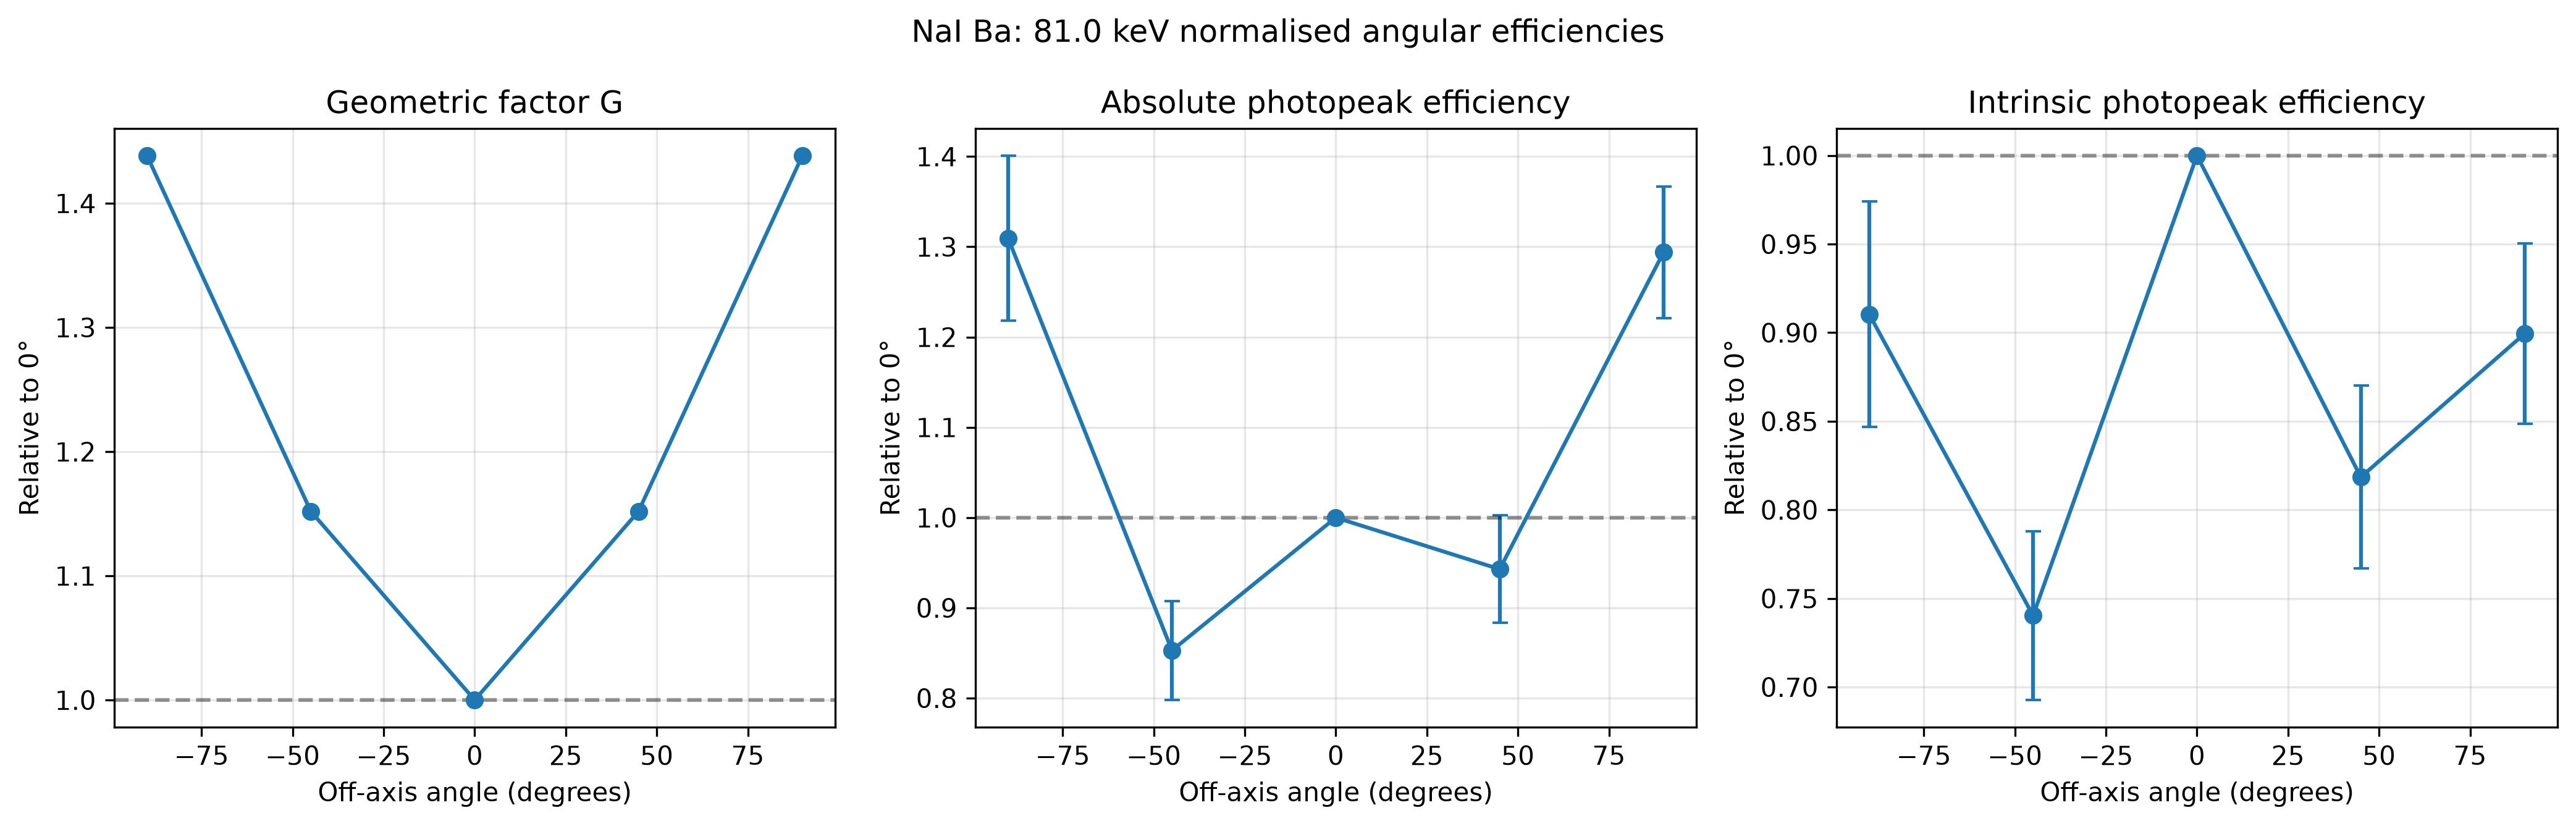 NaI Ba: 81.0 keV normalised angular efficiencies
Geometric factor G
Relative to 0°
1.4
1.3
1.2
1.1
1.0
−75 −50 −25 0 25 50 75
Off-axis angle (degrees)
Absolute photopeak efficiency
Relative to 0°
1.4
1.3
1.2
1.1
1.0
0.9
0.8
−75 −50 −25 0 25 50 75
Off-axis angle (degrees)
Intrinsic photopeak efficiency
Relative to 0°
1.00
0.95
0.90
0.85
0.80
0.75
0.70
−75 −50 −25 0 25 50 75
Off-axis angle (degrees)